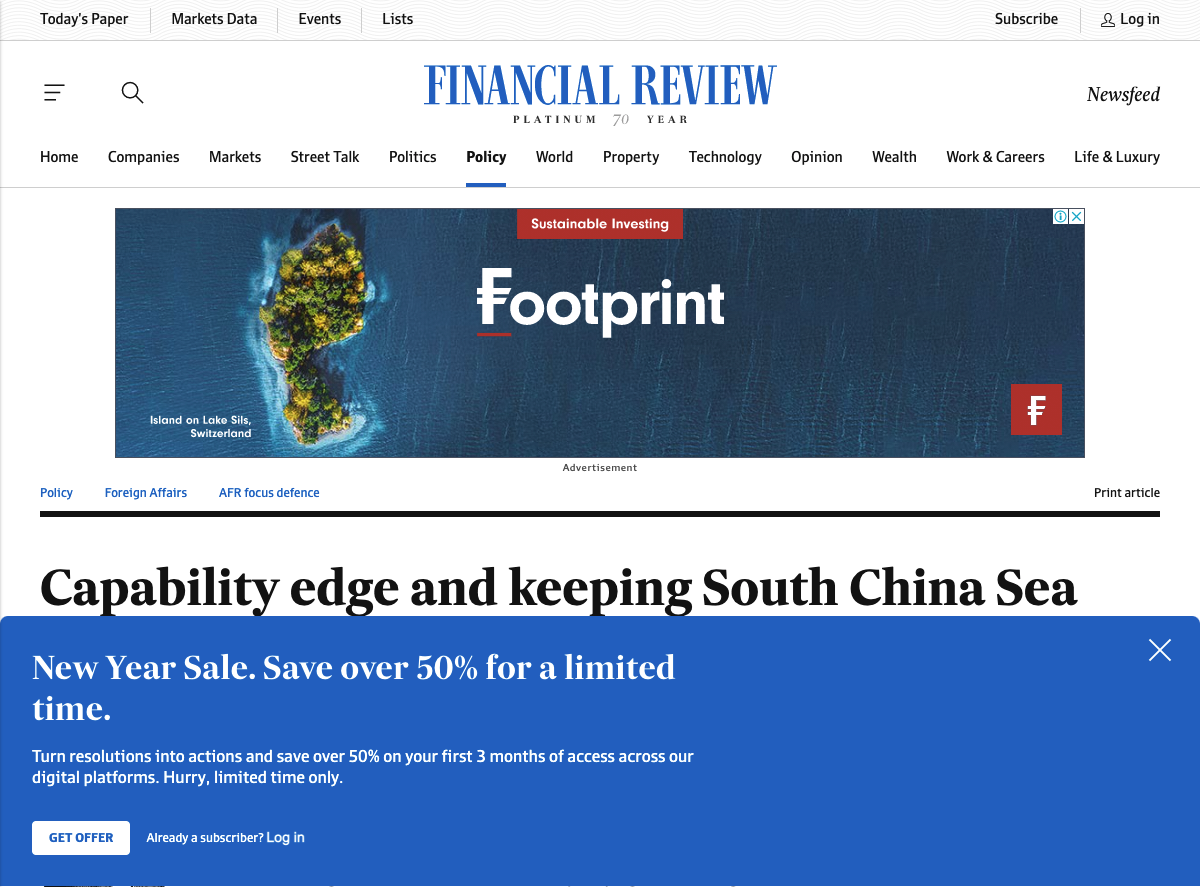 Today's Paper
Markets Data
Events
Lists
Subscribe
Log in
FINANCIAL REVIEW
PLATINUM 70 YEAR
Newsfeed
Home
Companies
Markets
Street Talk
Politics
Policy
World
Property
Technology
Opinion
Wealth
Work & Careers
Life & Luxury
Sustainable Investing
Footprint
Island on Lake Sils,
Switzerland
Advertisement
Policy
Foreign Affairs
AFR focus defence
Print article
Capability edge and keeping South China Sea
New Year Sale. Save over 50% for a limited
time.
Turn resolutions into actions and save over 50% on your first 3 months of access across our
digital platforms. Hurry, limited time only.
GET OFFER
Already a subscriber? Log in